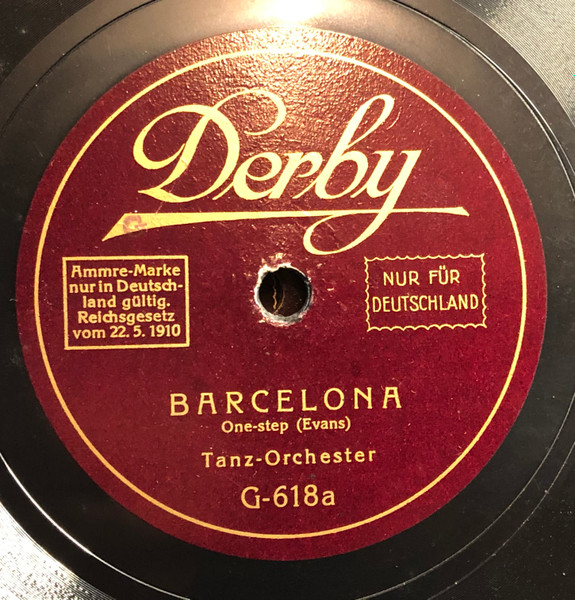 Derby
Ammre-Marke
nur in Deutsch-
land gültig.
Reichsgesetz
vom 22. 5. 1910
NUR FÜR
DEUTSCHLAND
BARCELONA
One-step (Evans)
Tanz-Orchester
G-618a